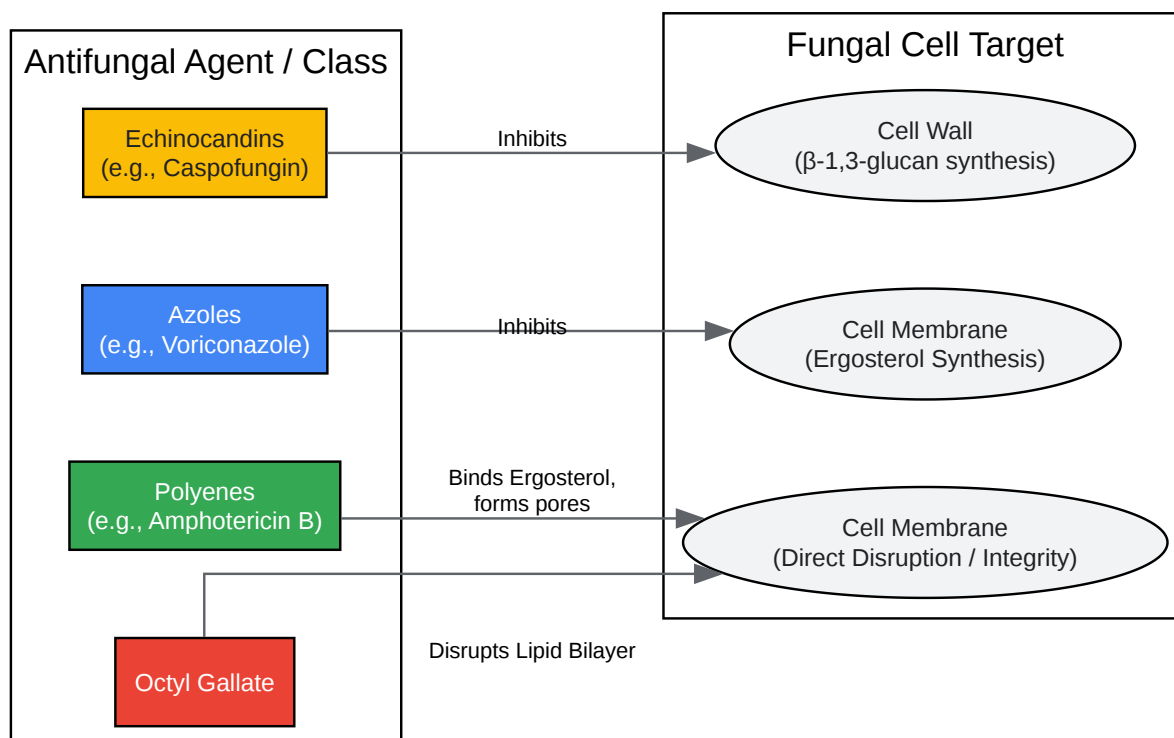 Antifungal Agent / Class
Fungal Cell Target
Echinocandins
(e.g., Caspofungin)
Inhibits
Cell Wall
(β-1,3-glucan synthesis)
Azoles
(e.g., Voriconazole)
Inhibits
Cell Membrane
(Ergosterol Synthesis)
Polyenes
(e.g., Amphotericin B)
Binds Ergosterol,
forms pores
Cell Membrane
(Direct Disruption / Integrity)
Octyl Gallate
Disrupts Lipid Bilayer